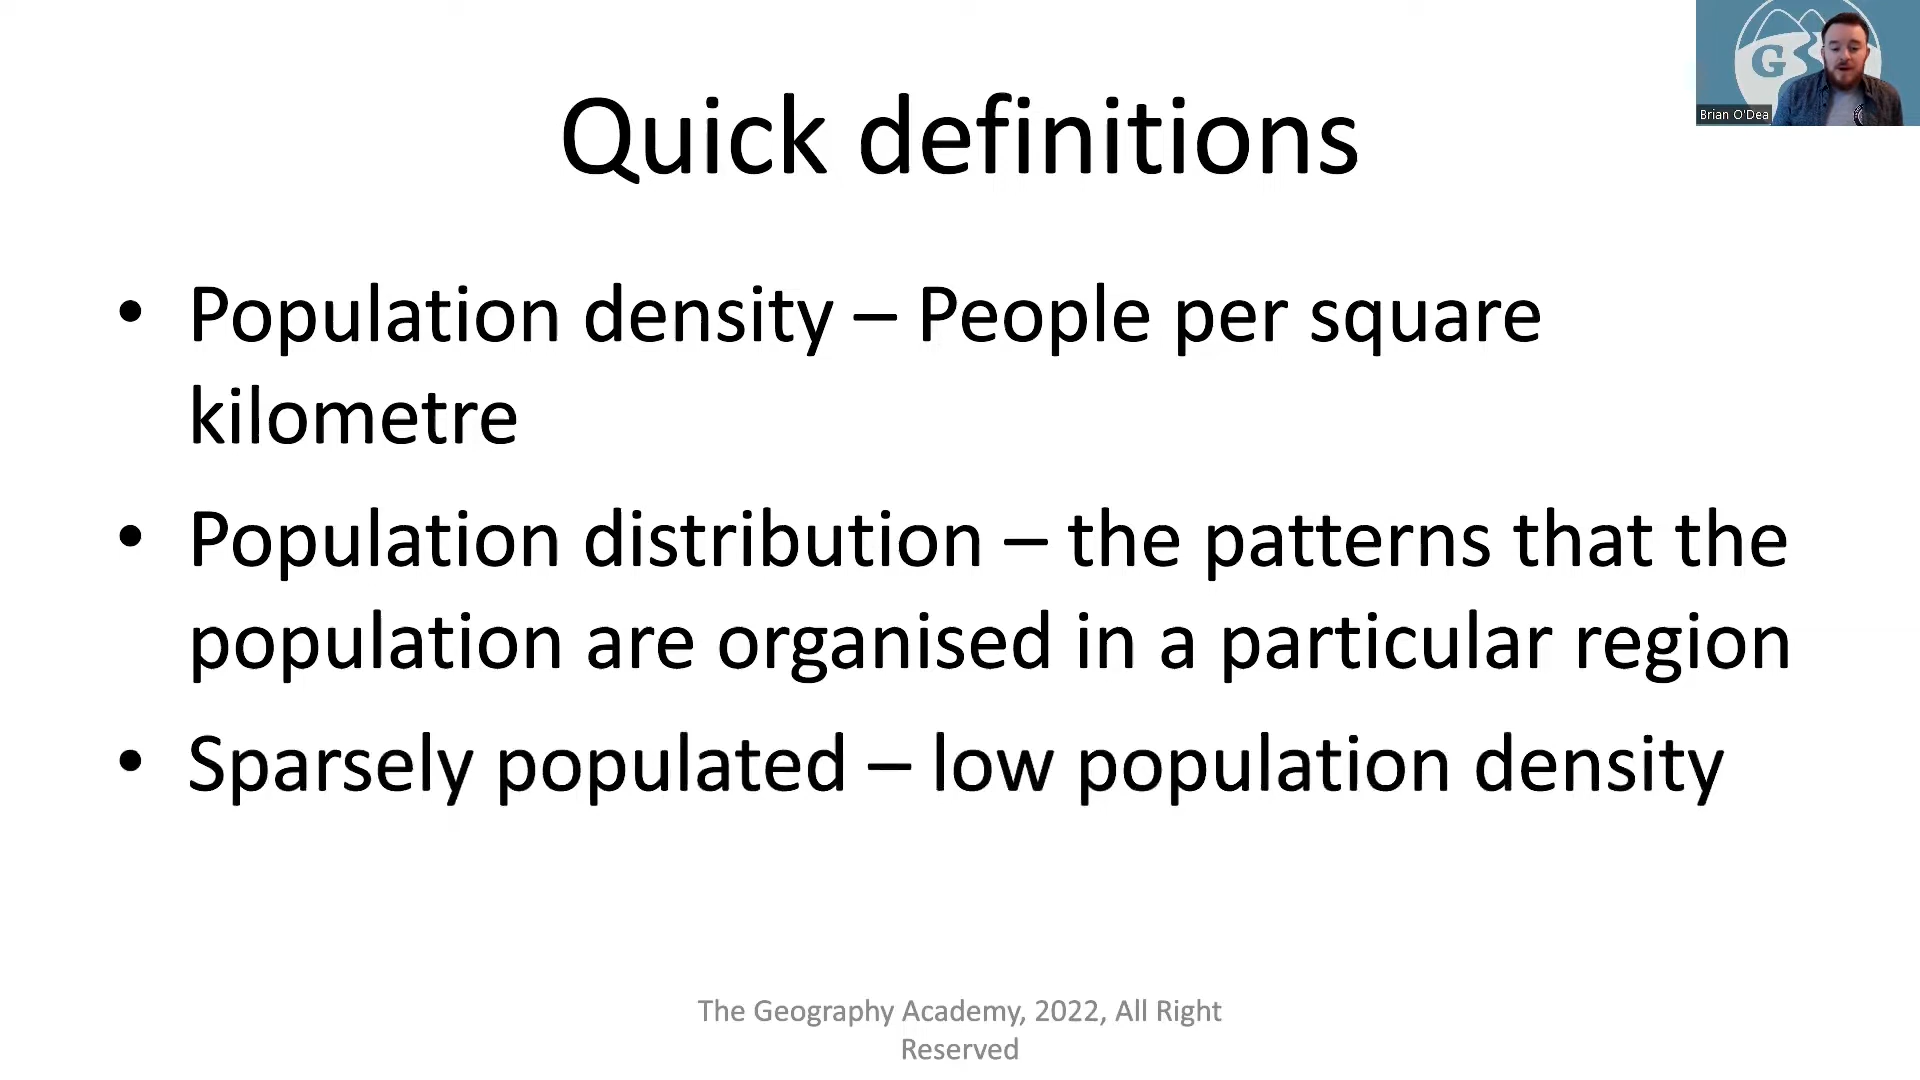 Quick definitions
G
Brian O'Dea
• Population density – People per square
kilometre
• Population distribution – the patterns that the
population are organised in a particular region
• Sparsely populated – low population density
The Geography Academy, 2022, All Right
Reserved